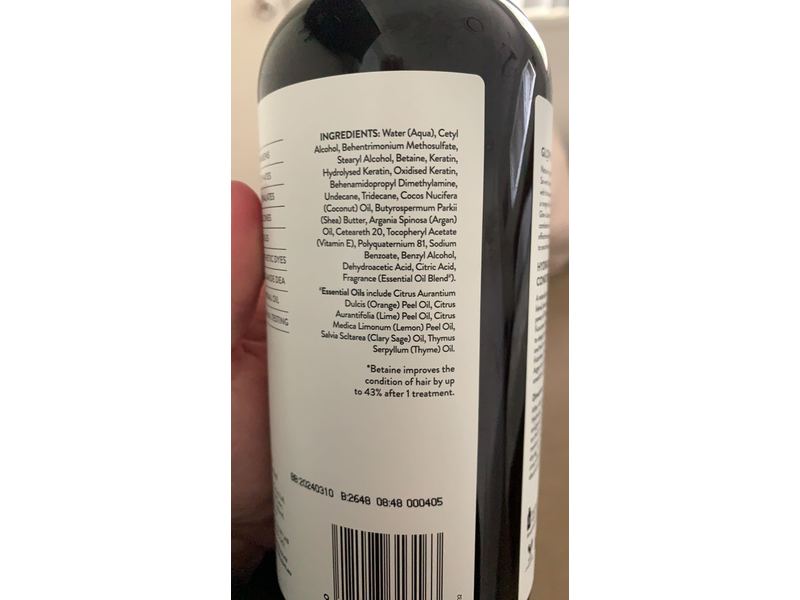 INGREDIENTS: Water (Aqua), Cetyl
Alcohol, Behentrimonium Methosulfate,
Stearyl Alcohol, Betaine, Keratin,
Hydrolysed Keratin, Oxidised Keratin,
Behenamidopropyl Dimethylamine,
Undecane, Tridecane, Cocos Nucifera
(Coconut) Oil, Butyrospermum Parkii
(Shea) Butter, Argania Spinosa (Argan)
Oil, Ceteareth 20, Tocopheryl Acetate
(Vitamin E), Polyquaternium 81, Sodium
Benzoate, Benzyl Alcohol,
Dehydroacetic Acid, Citric Acid,
Fragrance (Essential Oil Blend#).
#Essential Oils include Citrus Aurantium
Dulcis (Orange) Peel Oil, Citrus
Aurantifolia (Lime) Peel Oil, Citrus
Medica Limonum (Lemon) Peel Oil,
Salvia Scltarea (Clary Sage) Oil, Thymus
Serpyllum (Thyme) Oil.
*Betaine improves the
condition of hair by up
to 43% after 1 treatment.
BB:20240310 B:2648 08:48 000405
DYES
DEA
OIL
TESTING